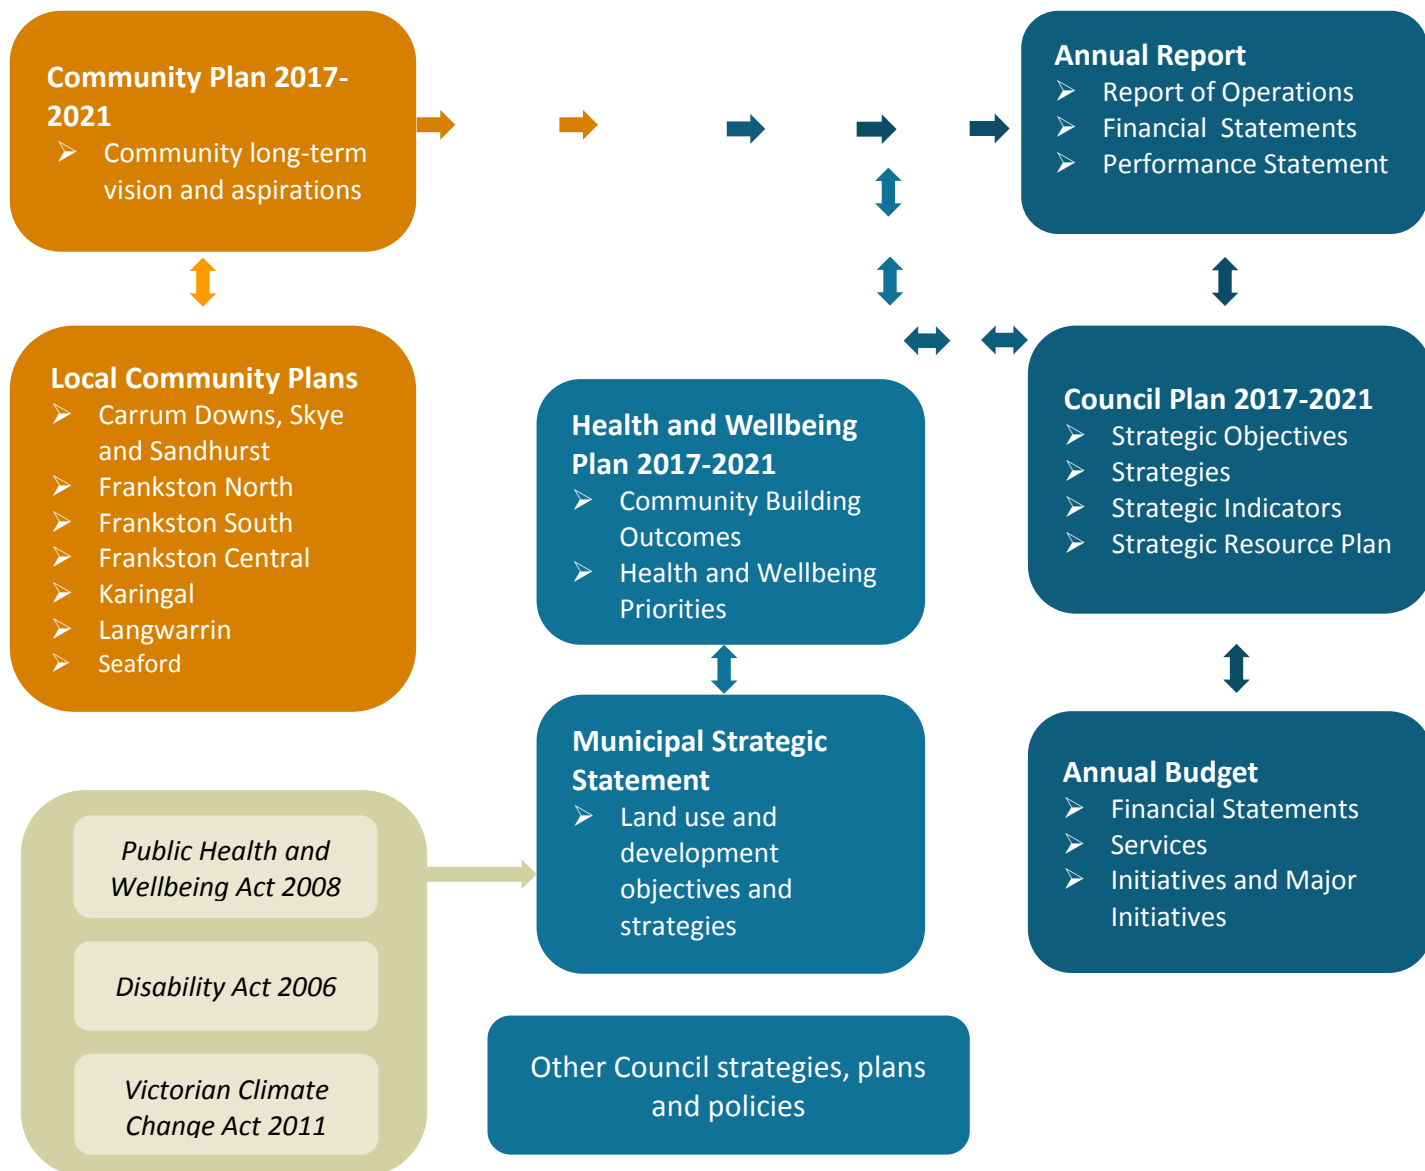 Community Plan 2017-
2021
➢ Community long-term
vision and aspirations
Local Community Plans
➢ Carrum Downs, Skye
and Sandhurst
➢ Frankston North
➢ Frankston South
➢ Frankston Central
➢ Karingal
➢ Langwarrin
➢ Seaford
Public Health and
Wellbeing Act 2008
Disability Act 2006
Victorian Climate
Change Act 2011
Health and Wellbeing
Plan 2017-2021
➢ Community Building
Outcomes
➢ Health and Wellbeing
Priorities
Municipal Strategic
Statement
➢ Land use and
development
objectives and
strategies
Other Council strategies, plans
and policies
Annual Report
➢ Report of Operations
➢ Financial Statements
➢ Performance Statement
Council Plan 2017-2021
➢ Strategic Objectives
➢ Strategies
➢ Strategic Indicators
➢ Strategic Resource Plan
Annual Budget
➢ Financial Statements
➢ Services
➢ Initiatives and Major
Initiatives